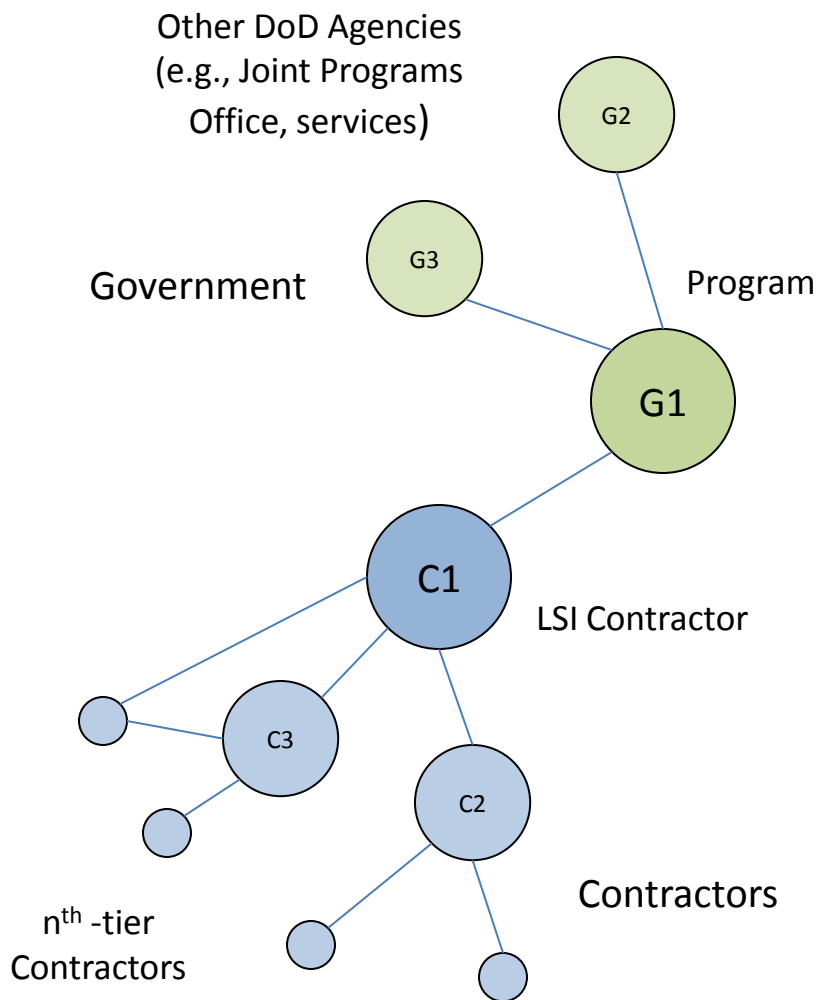 Other DoD Agencies
(e.g., Joint Programs
Office, services)
G2
G3
Government
Program
G1
C1
LSI Contractor
C3
C2
Contractors
nth -tier
Contractors